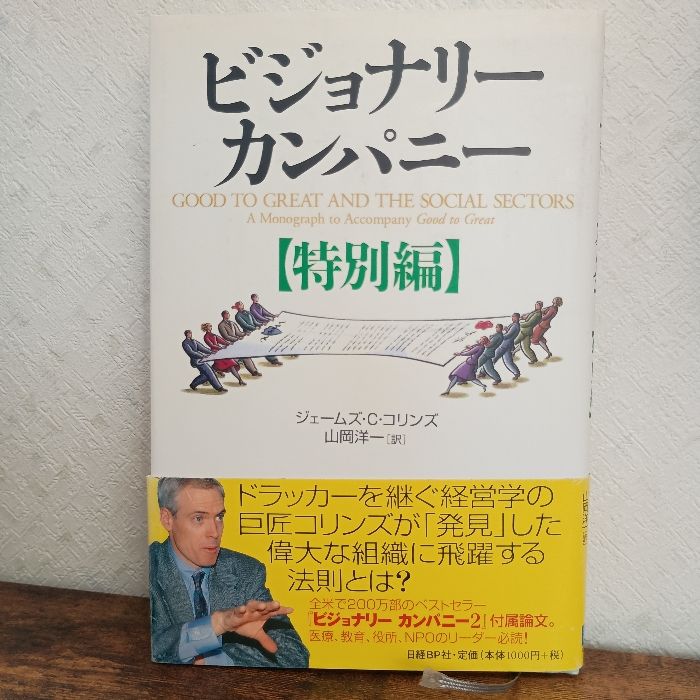 ビジョナリー
カンパニー
GOOD TO GREAT AND THE SOCIAL SECTORS
A Monograph to Accompany Good to Great
【特別編】
ジェームズ・C・コリンズ
山岡洋一[訳]
ドラッカーを継ぐ経営学の
巨匠コリンズが「発見」した
偉大な組織に飛躍する
法則とは?
全米で200万部のベストセラー
『ビジョナリー カンパニー2』付属論文。
医療、教育、役所、NPOのリーダー必読!
日経BP社・定価(本体1000円+税)